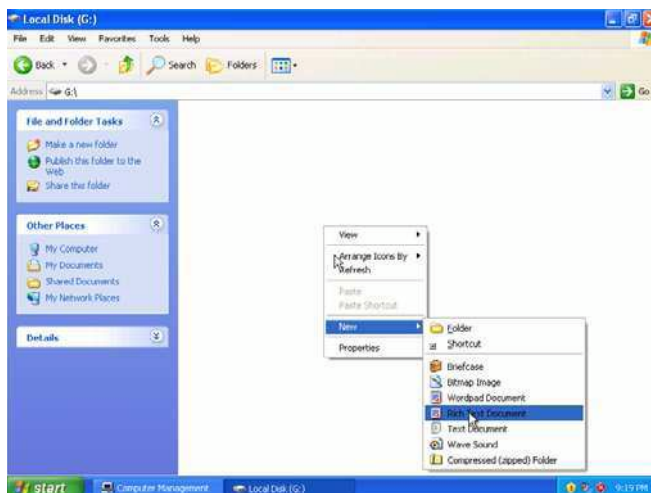 Local Disk (G:)
File Edit View Favorites Tools Help
Back Search Folders
Address G:\ Go
File and Folder Tasks
Make a new folder
Publish this folder to the
Web
Share this folder
Other Places
My Computer
My Documents
Shared Documents
My Network Places
Details
View
Arrange Icons By
Refresh
Paste
Paste Shortcut
New
Properties
Folder
Shortcut
Briefcase
Bitmap Image
Wordpad Document
Rich Text Document
Text Document
Wave Sound
Compressed (zipped) Folder
start Computer Management Local Disk (G:) 9:19 PM